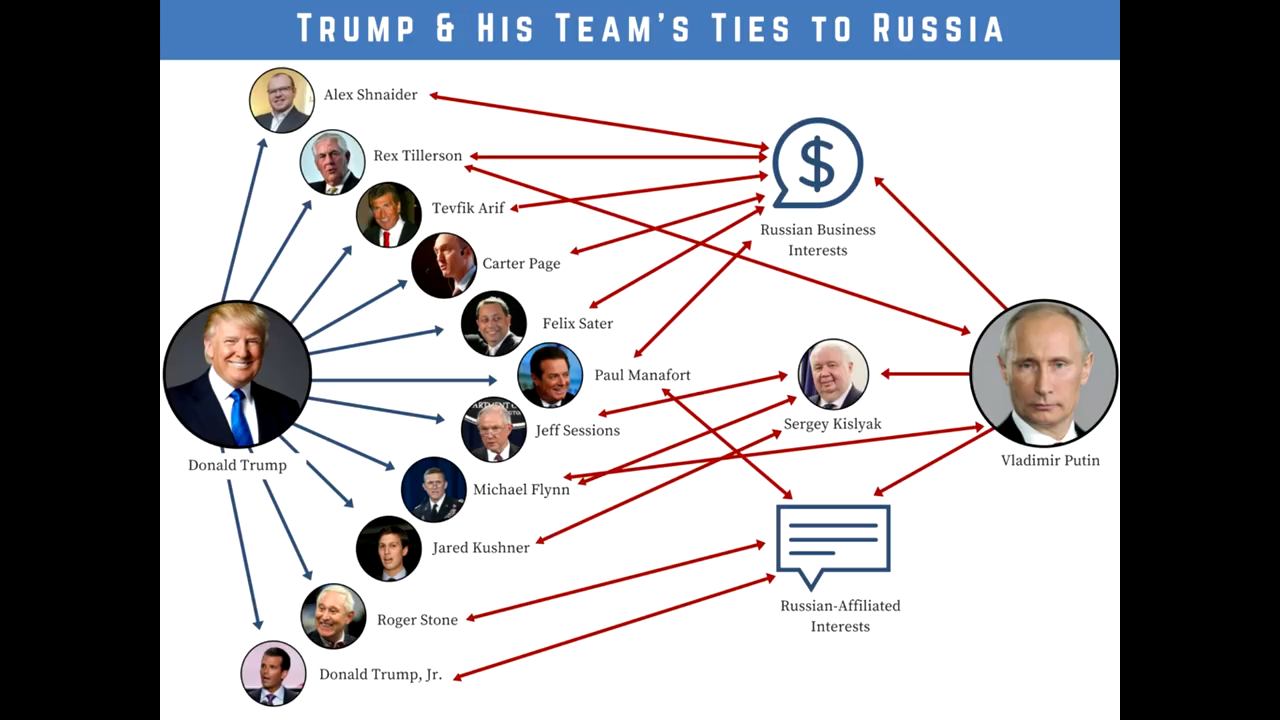 TRUMP & HIS TEAM'S TIES TO RUSSIA
Alex Shnaider
Rex Tillerson
Tevfik Arif
Carter Page
Felix Sater
Paul Manafort
Jeff Sessions
Michael Flynn
Jared Kushner
Roger Stone
Donald Trump, Jr.
Donald Trump
$
Russian Business
Interests
Sergey Kislyak
Russian-Affiliated
Interests
Vladimir Putin